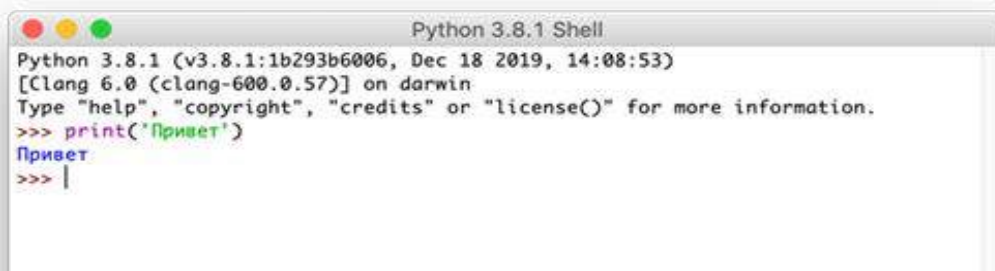 Python 3.8.1 Shell
Python 3.8.1 (v3.8.1:1b293b6006, Dec 18 2019, 14:08:53)
[Clang 6.0 (clang-600.0.57)] on darwin
Type "help", "copyright", "credits" or "license()" for more information.
>>> print('Привет')
Привет
>>>